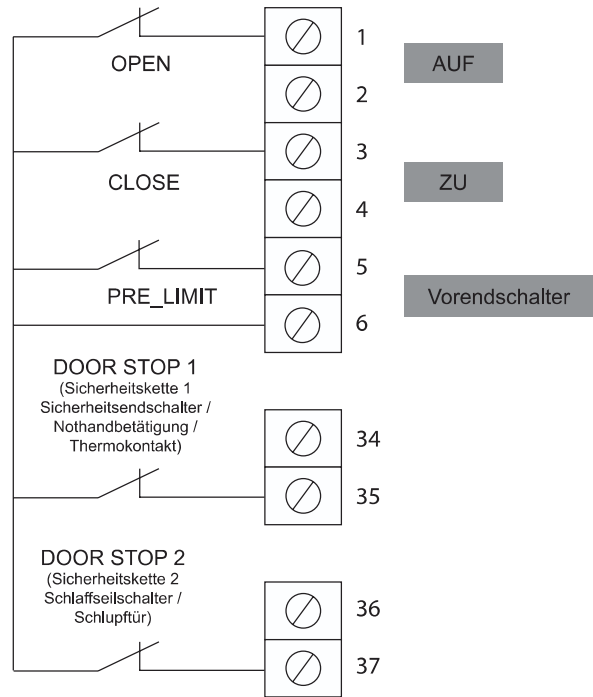 1
OPEN
AUF
2
3
CLOSE
ZU
4
5
PRE_LIMIT
Vorendschalter
6
DOOR STOP 1
(Sicherheitskette 1
Sicherheitsendschalter /
Nothandbetätigung /
Thermokontakt)
34
35
DOOR STOP 2
(Sicherheitskette 2
Schlaffseilschalter /
Schlupftür)
36
37